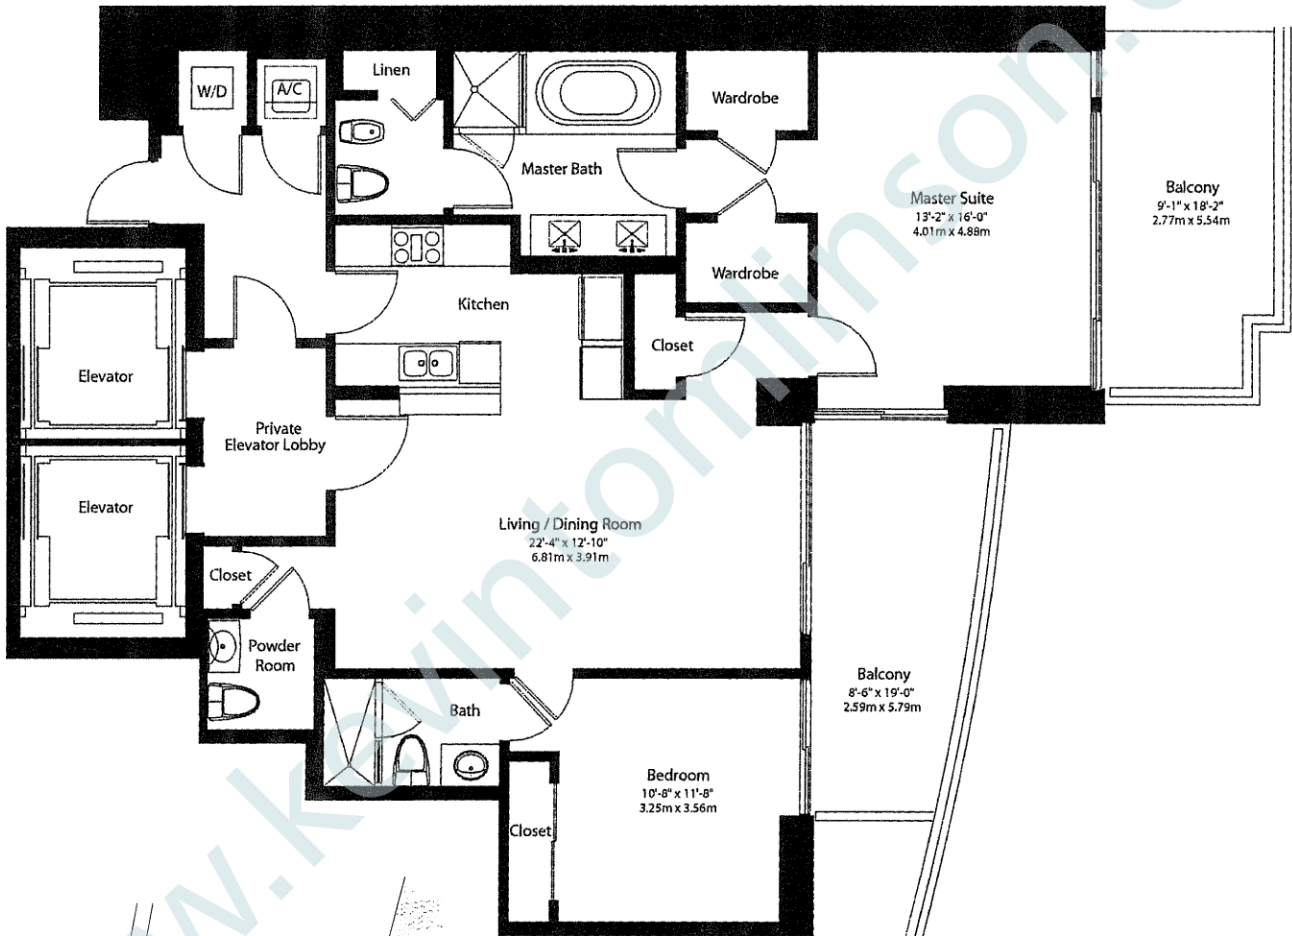 Linen
W/D
A/C
Wardrobe
Master Bath
Master Suite
13'-2" x 16'-0"
4.01m x 4.88m
Balcony
9'-1" x 18'-2"
2.77m x 5.54m
Wardrobe
Kitchen
Closet
Elevator
Private
Elevator Lobby
Elevator
Living / Dining Room
22'-4" x 12'-10"
6.81m x 3.91m
Closet
Powder
Room
Bath
Balcony
8'-6" x 19'-0"
2.59m x 5.79m
Bedroom
10'-8" x 11'-8"
3.25m x 3.56m
Closet
w.kevintomlinson.